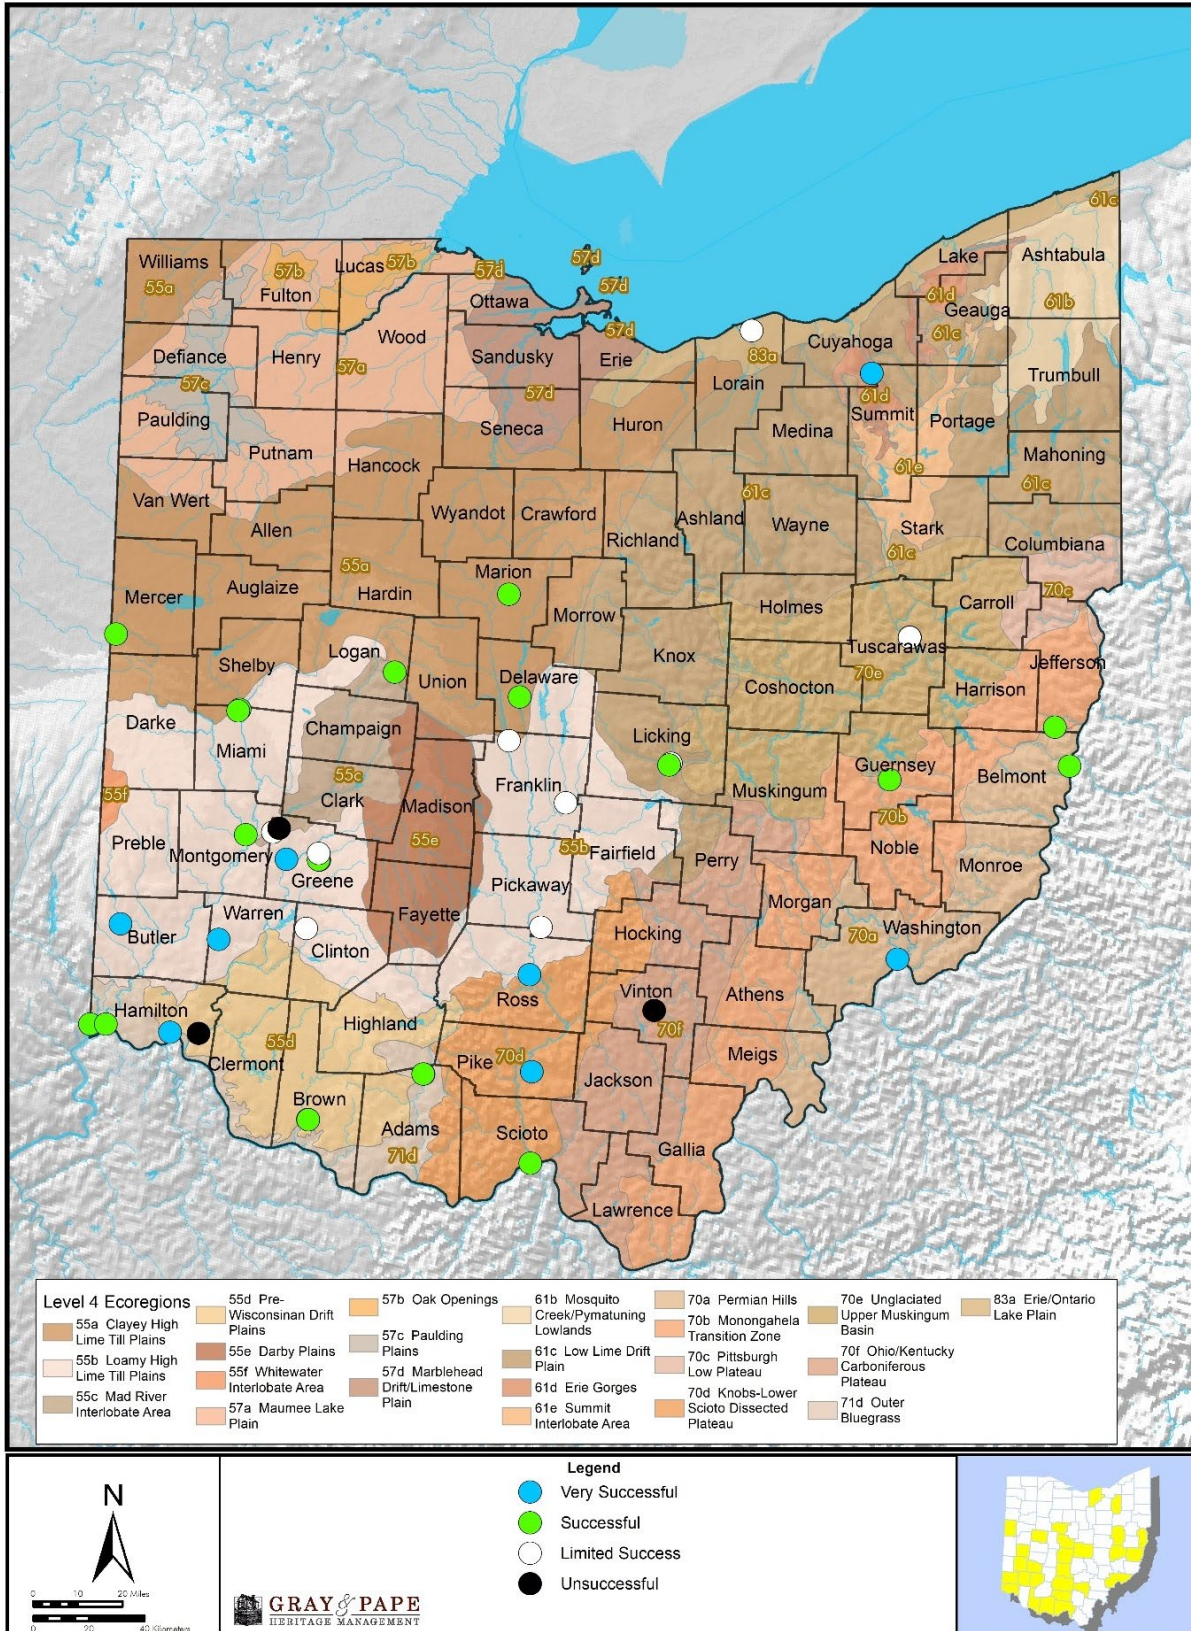 Williams
55a
57b
Fulton
Lucas
57b
57d
57d
57d
Ottawa
57d
Lake
61c
Ashtabula
61d
Geauga
61b
61c
Defiance
Henry
57a
Wood
Sandusky
Erie
83a
Cuyahoga
57c
57d
Lorain
61d
Trumbull
Paulding
Putnam
Seneca
Huron
Medina
Summit
Portage
Hancock
61e
Mahoning
61c
Van Wert
Allen
Wyandot
Crawford
Richland
Ashland
61c
Wayne
Stark
61c
Columbiana
Mercer
Auglaize
55a
Hardin
Marion
Morrow
Holmes
Carroll
70c
Tuscarawas
Shelby
Logan
Union
Delaware
Knox
Coshocton
70e
Harrison
Jefferson
Darke
Miami
Champaign
Licking
Guernsey
Belmont
55f
55c
Clark
Madison
Franklin
Muskingum
70b
Preble
Montgomery
Greene
55e
Pickaway
55b
Fairfield
Perry
Noble
Monroe
Butler
Warren
Clinton
Fayette
Hocking
Morgan
70a
Washington
Hamilton
Highland
Ross
Vinton
Athens
70f
Clermont
55d
Pike
70d
Jackson
Meigs
Brown
Adams
71d
Scioto
Gallia
Lawrence
Level 4 Ecoregions
55a Clayey High
Lime Till Plains
55b Loamy High
Lime Till Plains
55c Mad River
Interlobate Area
55d Pre-
Wisconsinan Drift
Plains
55e Darby Plains
55f Whitewater
Interlobate Area
57a Maumee Lake
Plain
57b Oak Openings
57c Paulding
Plains
57d Marblehead
Drift/Limestone
Plain
61b Mosquito
Creek/Pymatuning
Lowlands
61c Low Lime Drift
Plain
61d Erie Gorges
61e Summit
Interlobate Area
70a Permian Hills
70b Monongahela
Transition Zone
70c Pittsburgh
Low Plateau
70d Knobs-Lower
Scioto Dissected
Plateau
70e Unglaciated
Upper Muskingum
Basin
70f Ohio/Kentucky
Carboniferous
Plateau
71d Outer
Bluegrass
83a Erie/Ontario
Lake Plain
N
0 10 20 Miles
0 20 40 Kilometers
Legend
Very Successful
Successful
Limited Success
Unsuccessful
GRAY & PAPE
HERITAGE MANAGEMENT